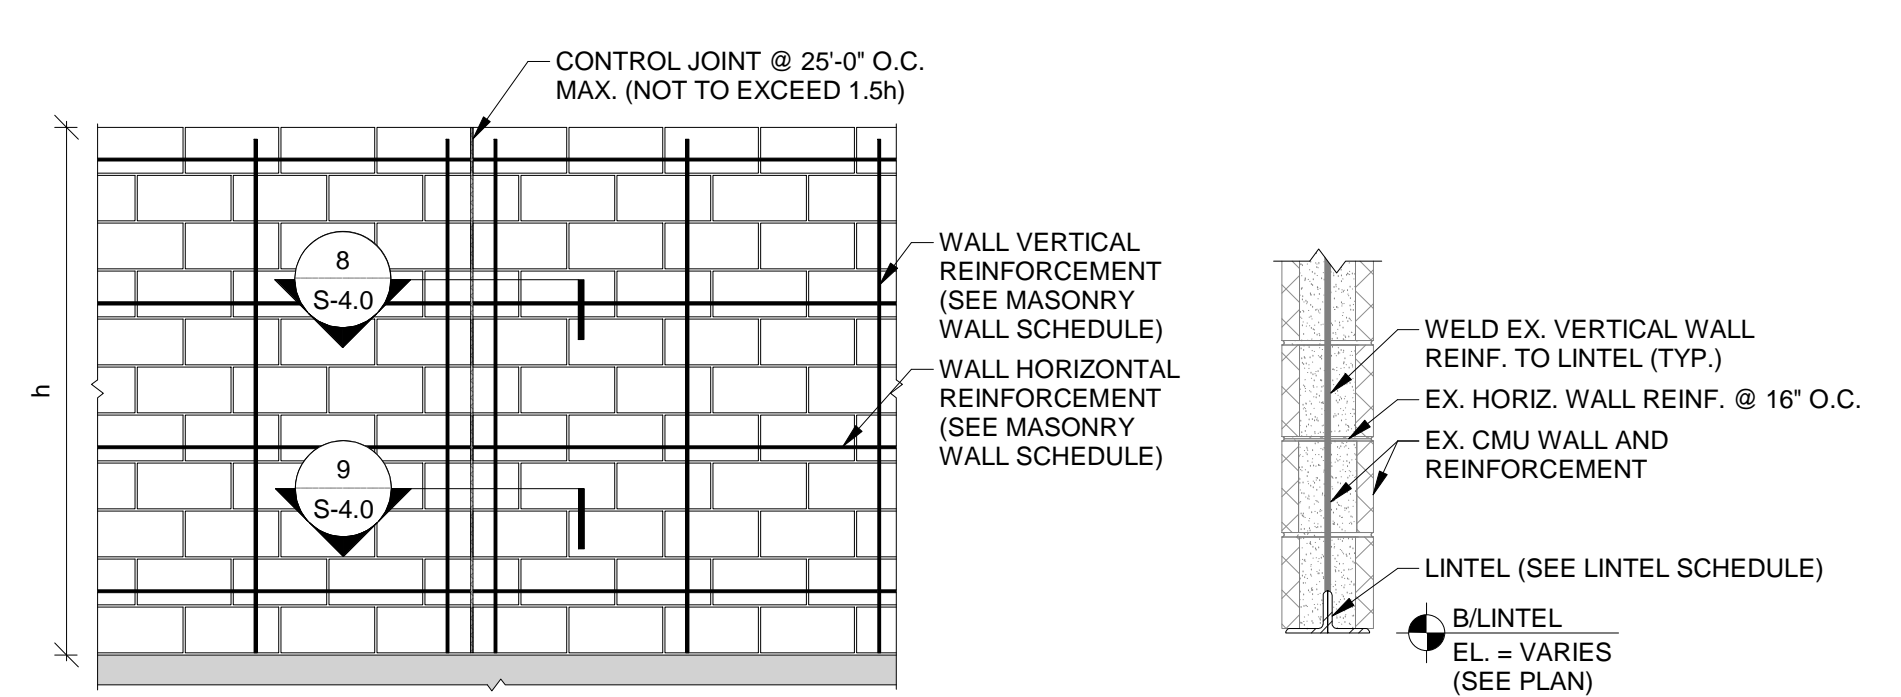 CONTROL JOINT @ 25'-0" O.C.
MAX. (NOT TO EXCEED 1.5h)
h
8
S-4.0
9
S-4.0
WALL VERTICAL
REINFORCEMENT
(SEE MASONRY
WALL SCHEDULE)
WALL HORIZONTAL
REINFORCEMENT
(SEE MASONRY
WALL SCHEDULE)
WELD EX. VERTICAL WALL
REINF. TO LINTEL (TYP.)
EX. HORIZ. WALL REINF. @ 16" O.C.
EX. CMU WALL AND
REINFORCEMENT
LINTEL (SEE LINTEL SCHEDULE)
B/LINTEL
EL. = VARIES
(SEE PLAN)